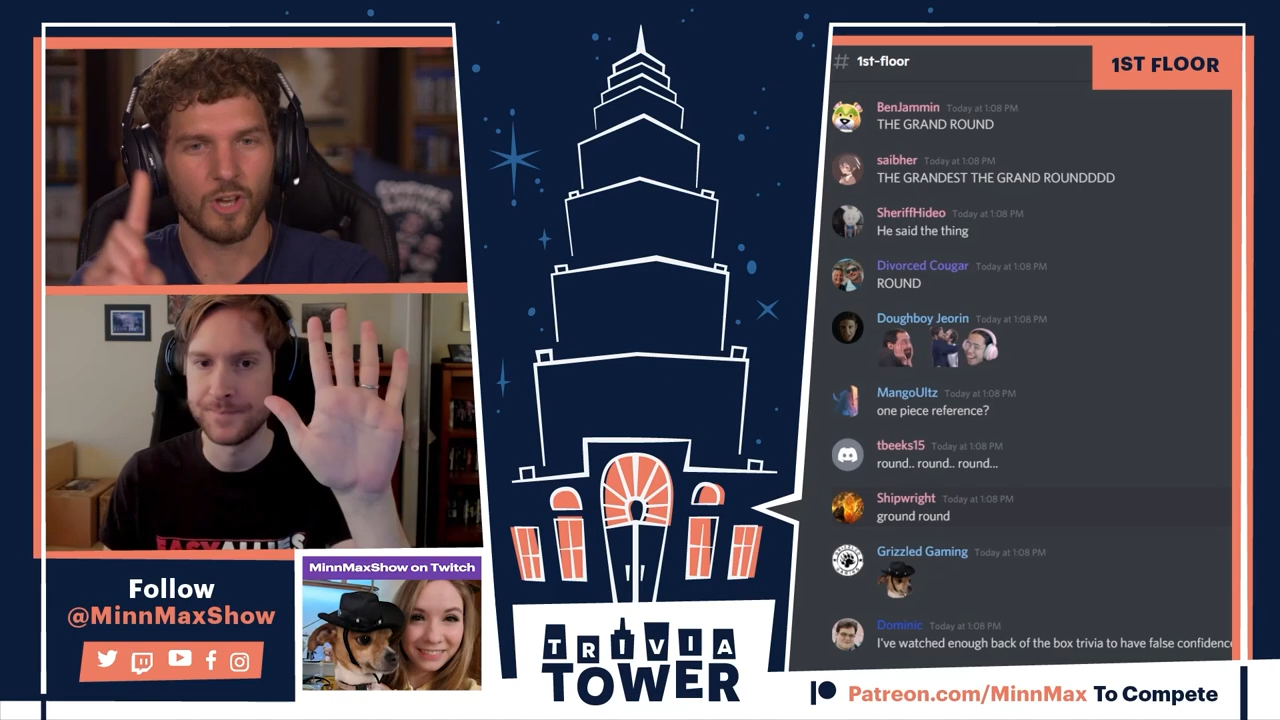 EASY ALLIES
Follow
@MinnMaxShow
MinnMaxShow on Twitch
TRIVIA
TOWER
# 1st-floor
1ST FLOOR
BenJammin Today at 1:08 PM
THE GRAND ROUND
saibher Today at 1:08 PM
THE GRANDEST THE GRAND ROUNDDDD
SheriffHideo Today at 1:08 PM
He said the thing
Divorced Cougar Today at 1:08 PM
ROUND
Doughboy Jeorin Today at 1:08 PM
MangoUltz Today at 1:08 PM
one piece reference?
tbeeks15 Today at 1:08 PM
round.. round.. round...
Shipwright Today at 1:08 PM
ground round
Grizzled Gaming Today at 1:08 PM
Dominic Today at 1:08 PM
I've watched enough back of the box trivia to have false confidence
Patreon.com/MinnMax To Compete